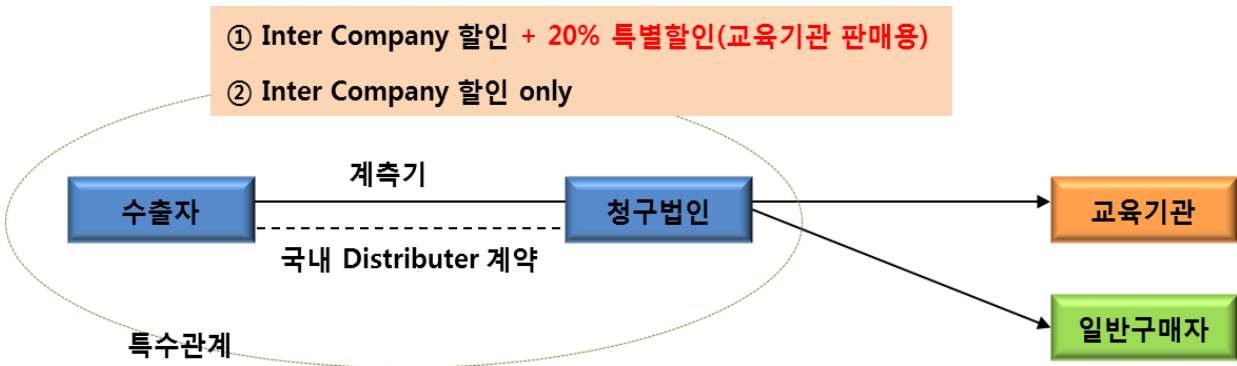 ① Inter Company 할인 + 20% 특별할인(교육기관 판매용)
② Inter Company 할인 only
계측기
수출자
청구법인
교육기관
국내 Distributer 계약
일반구매자
특수관계